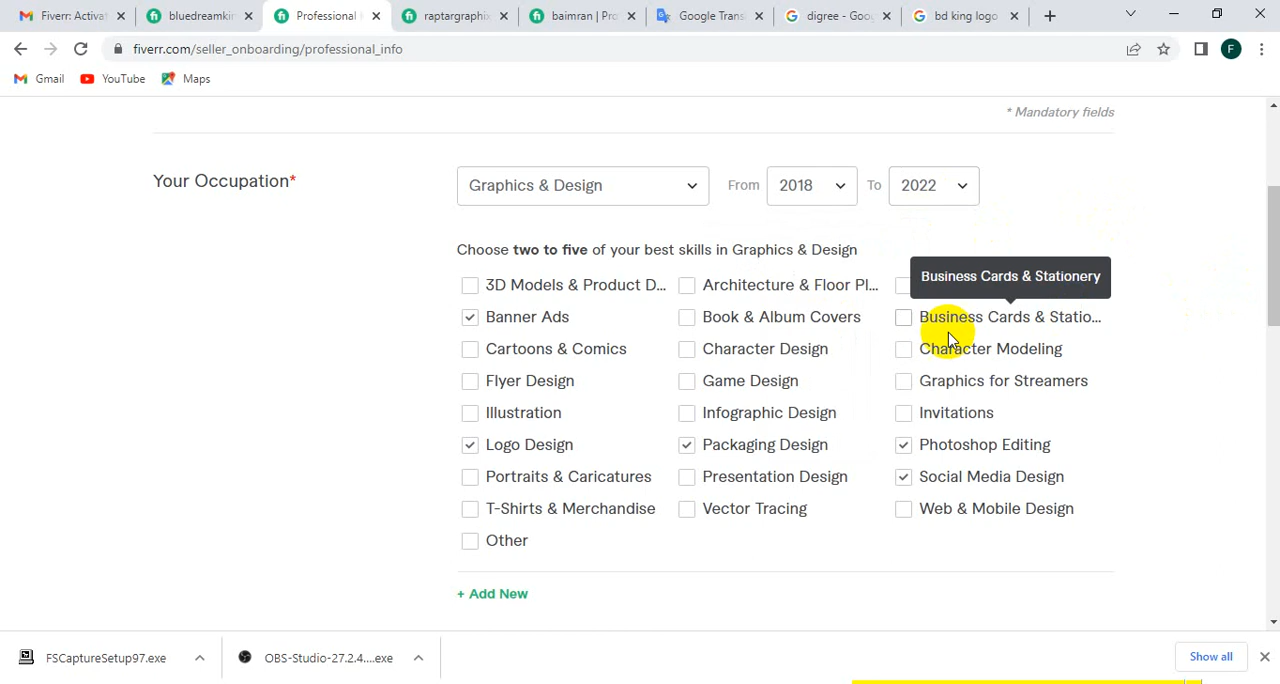 Fiverr: Activat
bluedreamkin
Professional I
raptargraphix
baimran | Pro
Google Trans
digree - Goo
bd king logo
fiverr.com/seller_onboarding/professional_info
F
Gmail
YouTube
Maps
* Mandatory fields
Your Occupation*
Graphics & Design
From
2018
To
2022
Choose two to five of your best skills in Graphics & Design
Business Cards & Stationery
3D Models & Product D...
Architecture & Floor Pl...
Banner Ads
Book & Album Covers
Business Cards & Statio...
Cartoons & Comics
Character Design
Character Modeling
Flyer Design
Game Design
Graphics for Streamers
Illustration
Infographic Design
Invitations
Logo Design
Packaging Design
Photoshop Editing
Portraits & Caricatures
Presentation Design
Social Media Design
T-Shirts & Merchandise
Vector Tracing
Web & Mobile Design
Other
+ Add New
FSCaptureSetup97.exe
OBS-Studio-27.2.4....exe
Show all